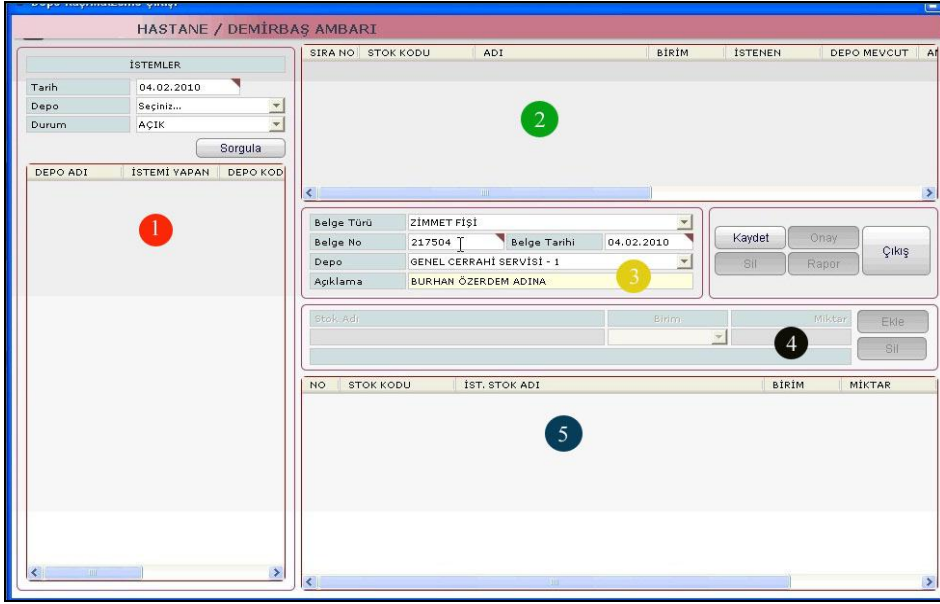 HASTANE / DEMİRBAŞ AMBARI
İSTEMLER
Tarih 04.02.2010
Depo Seçiniz...
Durum AÇIK
Sorgula
DEPO ADI İSTEMİ YAPAN DEPO KOD
1
SIRA NO STOK KODU ADI BİRİM İSTENEN DEPO MEVCUT
2
Belge Türü ZİMMET FİŞİ
Belge No 217504 Belge Tarihi 04.02.2010
Depo GENEL CERRAHİ SERVİSİ - 1
Açıklama BURHAN ÖZERDEM ADINA
3
Kaydet Onay Çıkış
Sil Rapor
Stok Adı Birim Miktar Ekle
4
Sil
NO STOK KODU İST. STOK ADI BİRİM MİKTAR
5